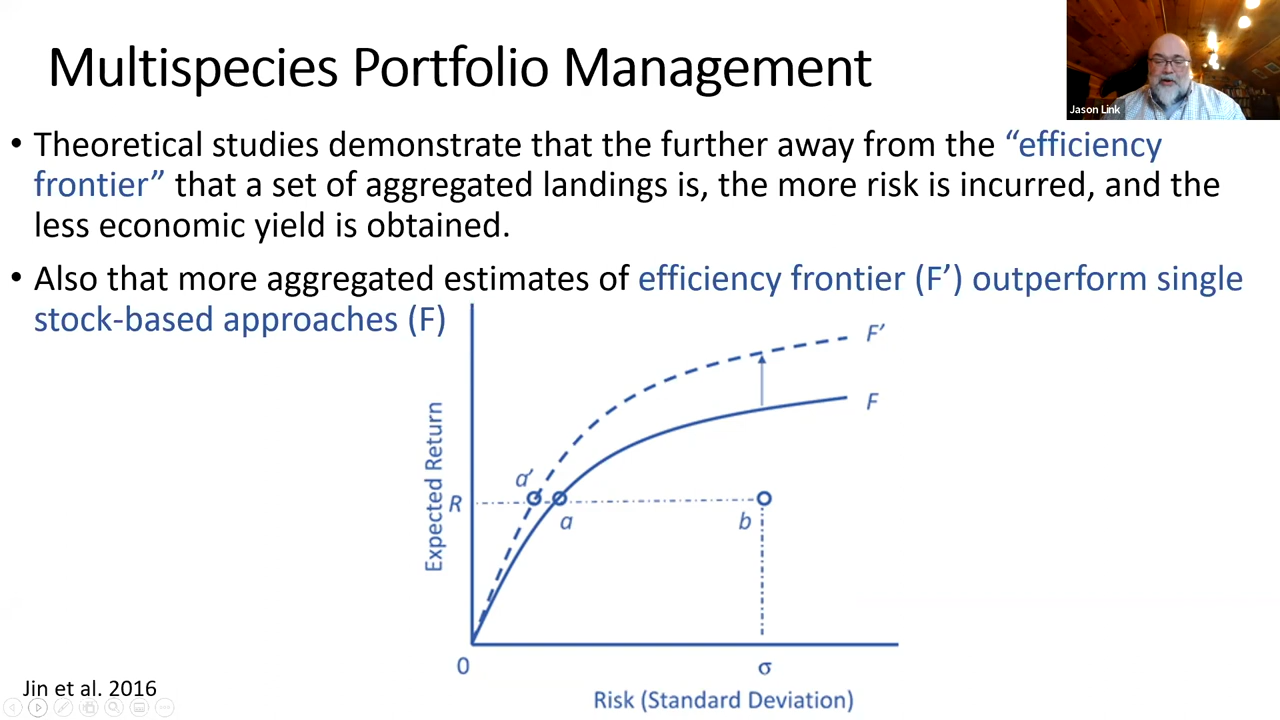 Multispecies Portfolio Management
Jason Link
• Theoretical studies demonstrate that the further away from the “efficiency
frontier” that a set of aggregated landings is, the more risk is incurred, and the
less economic yield is obtained.
• Also that more aggregated estimates of efficiency frontier (F’) outperform single
stock-based approaches (F)
F’
F
a’
R
a
b
Expected Return
0
σ
Risk (Standard Deviation)
Jin et al. 2016